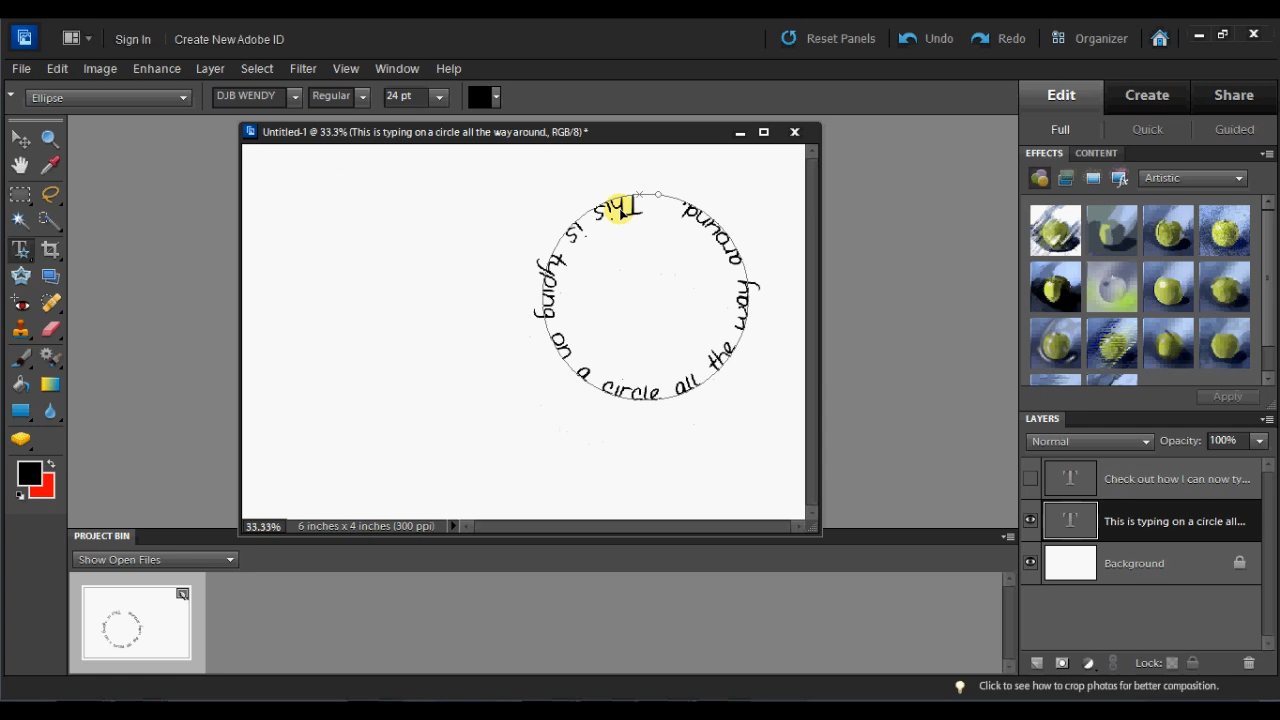 Sign In Create New Adobe ID Reset Panels Undo Redo Organizer
File Edit Image Enhance Layer Select Filter View Window Help
Ellipse DJB WENDY Regular 24 pt Edit Create Share
Full Quick Guided
Untitled-1 @ 33.3% (This is typing on a circle all the way around., RGB/8) *
EFFECTS CONTENT
Artistic
This is typing on a circle all the way around
Apply
LAYERS
Normal Opacity: 100%
T Check out how I can now ty...
T This is typing on a circle all...
Background
33.33% 6 inches x 4 inches (300 ppi)
PROJECT BIN
Show Open Files
Lock:
Click to see how to crop photos for better composition.